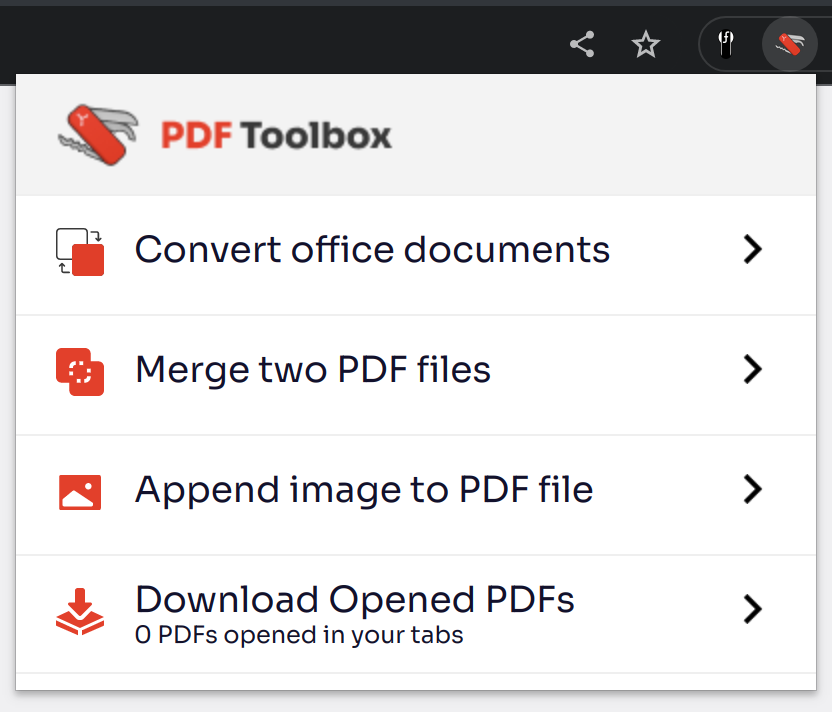 PDF Toolbox
Convert office documents
Merge two PDF files
Append image to PDF file
Download Opened PDFs
0 PDFs opened in your tabs